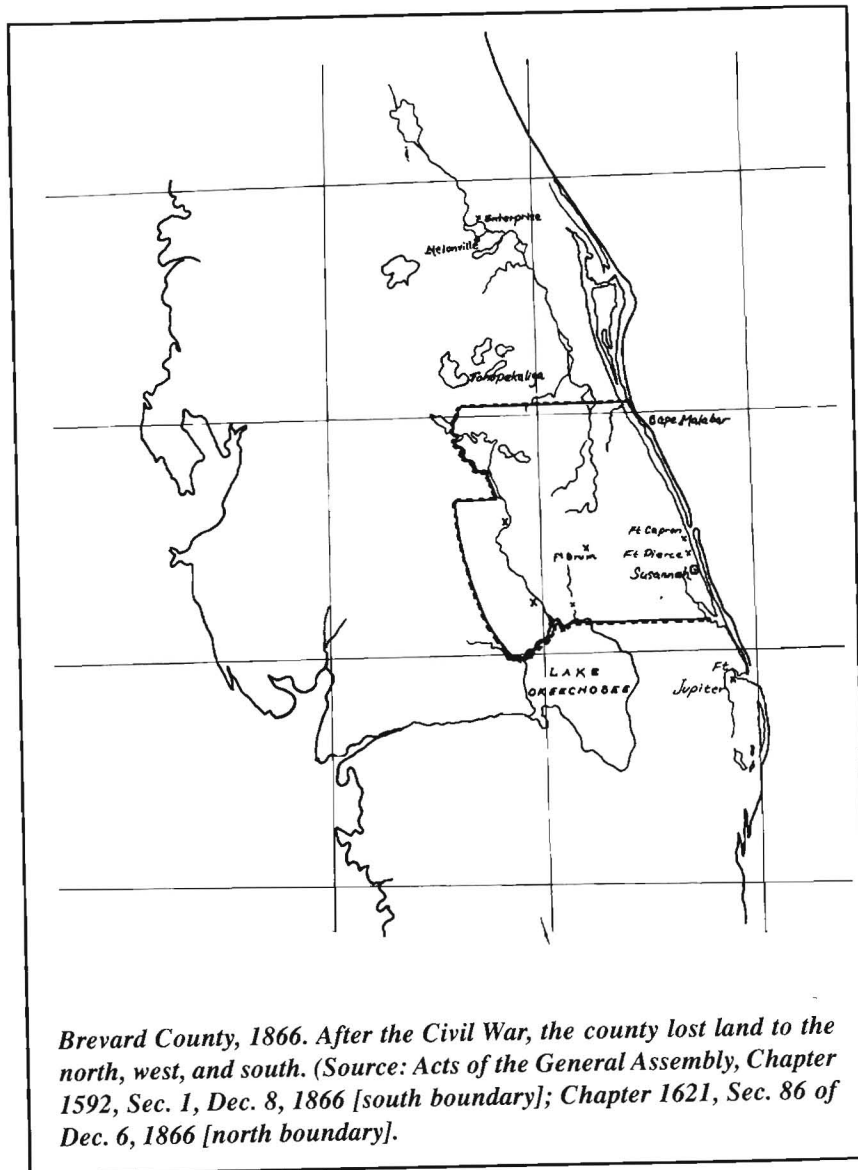 Enterprise
Melonville
Tohopekaliga
Cape Malabar
Ft Capron
Ft Pierce
Susannah
LAKE
OKEECHOBEE
Ft
Jupiter
Brevard County, 1866. After the Civil War, the county lost land to the
north, west, and south. (Source: Acts of the General Assembly, Chapter
1592, Sec. 1, Dec. 8, 1866 [south boundary]; Chapter 1621, Sec. 86 of
Dec. 6, 1866 [north boundary].